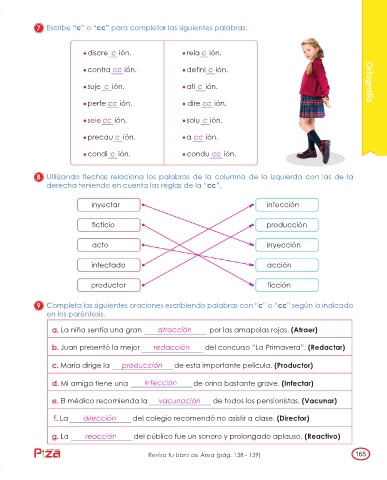 7 Escribe "c" o "cc" para completar las siguientes palabras.
• discre c ión. • rela c ión.
• contra cc ión. • defini c ión.
• suje c ión. • afi c ión.
• perfe cc ión. • dire cc ión.
• sele cc ión. • solu c ión.
• precau c ión. • a cc ión.
• condi c ión. • condu cc ión.
Ortografía
8 Utilizando flechas relaciona las palabras de la columna de la izquierda con las de la
derecha teniendo en cuenta las reglas de la "cc".
inyectar infección
ficticio producción
acto inyección
infectado acción
productor ficción
9 Completa las siguientes oraciones escribiendo palabras con "c" o "cc" según lo indicado
en los paréntesis.
a. La niña sentía una gran atracción por las amapolas rojas. (Atraer)
b. Juan presentó la mejor redacción del concurso "La Primavera". (Redactar)
c. María dirige la producción de esta importante película. (Productor)
d. Mi amiga tiene una infección de orina bastante grave. (Infectar)
e. El médico recomienda la vacunación de todos los pensionistas. (Vacunar)
f. La dirección del colegio recomendó no asistir a clase. (Director)
g. La reacción del público fue un sonoro y prolongado aplauso. (Reactivo)
Revisa tu Libro de Área (pág. 138 - 139) 165